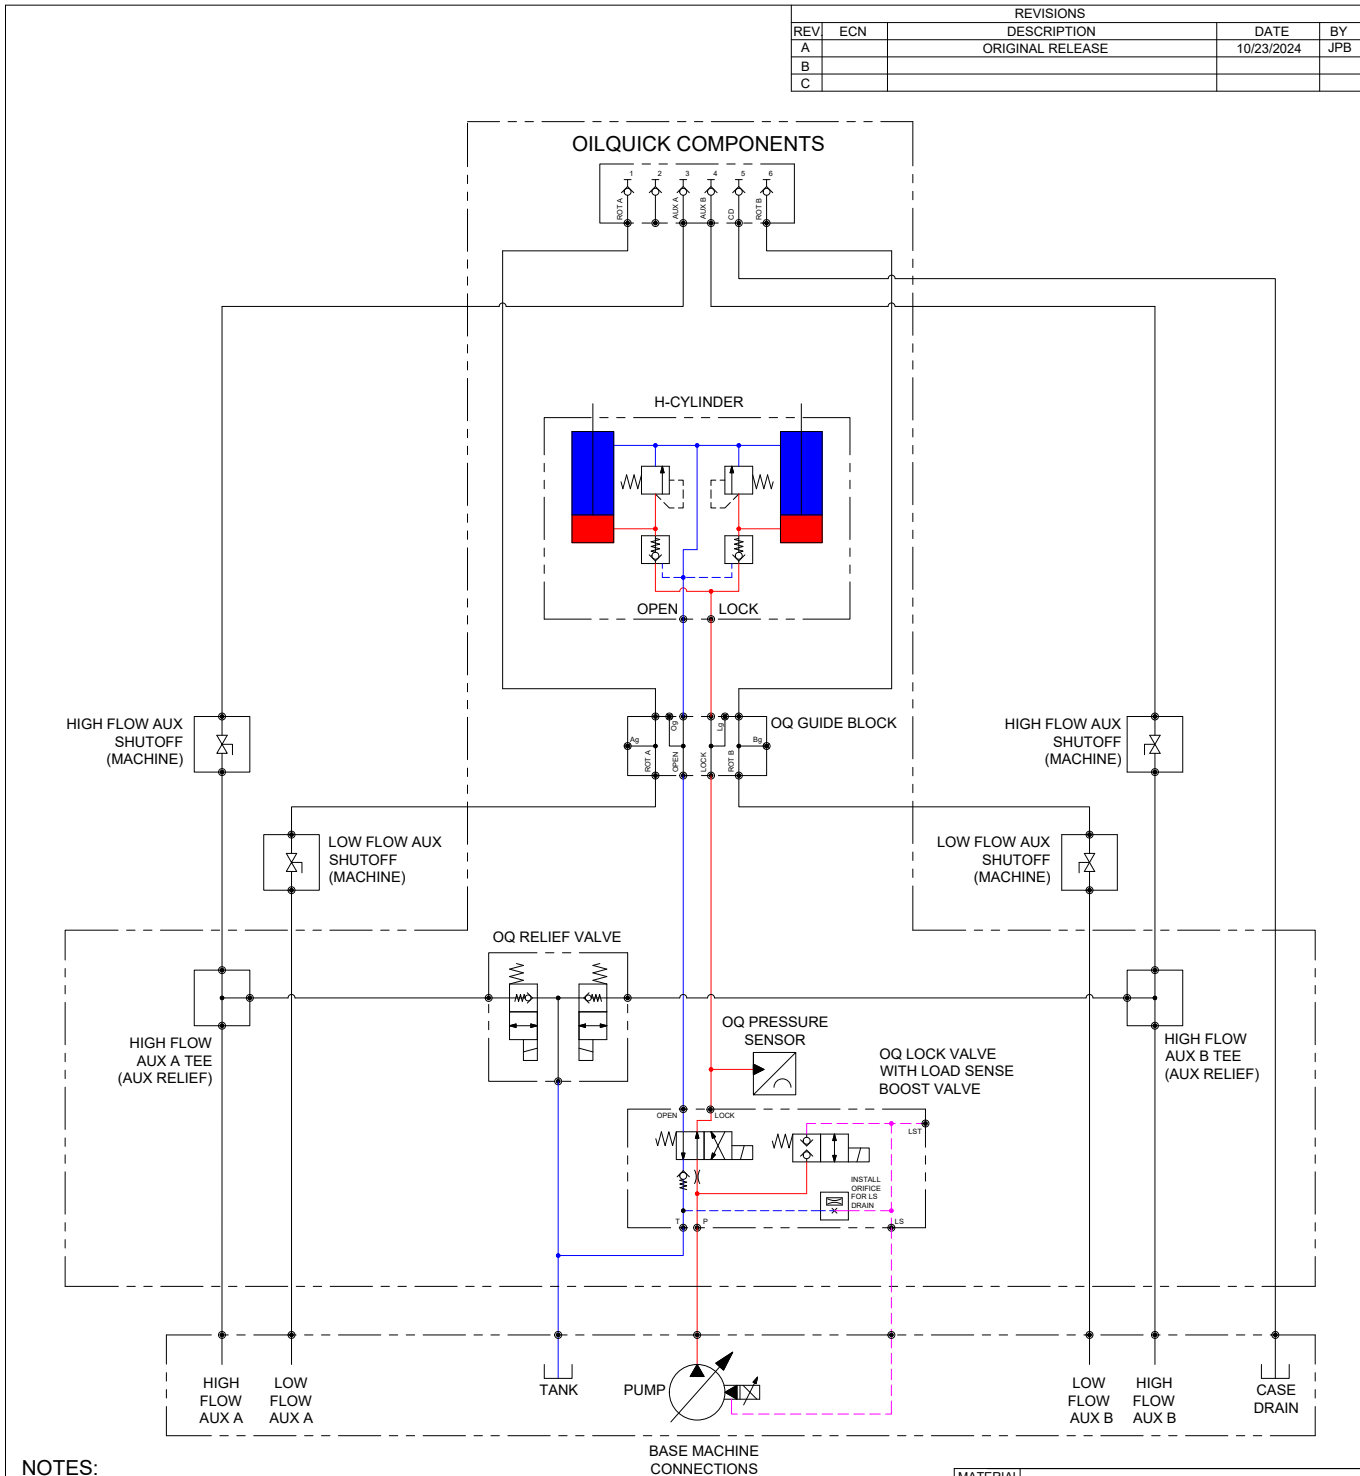 REVISIONS
REV. ECN DESCRIPTION DATE BY
A ORIGINAL RELEASE 10/23/2024 JPB
B
C
OILQUICK COMPONENTS
1 2 3 4 5 6
ROT A AUX A AUX B CD ROT B
H-CYLINDER
OPEN LOCK
HIGH FLOW AUX
SHUTOFF
(MACHINE)
OQ GUIDE BLOCK
Ag Og Lg Bg
ROT A OPEN LOCK ROT B
HIGH FLOW AUX
SHUTOFF
(MACHINE)
LOW FLOW AUX
SHUTOFF
(MACHINE)
LOW FLOW AUX
SHUTOFF
(MACHINE)
OQ RELIEF VALVE
HIGH FLOW
AUX A TEE
(AUX RELIEF)
OQ PRESSURE
SENSOR
OQ LOCK VALVE
WITH LOAD SENSE
BOOST VALVE
HIGH FLOW
AUX B TEE
(AUX RELIEF)
OPEN LOCK
LST
INSTALL
ORIFICE
FOR LS
DRAIN
T P LS
HIGH
FLOW
AUX A
LOW
FLOW
AUX A
TANK
PUMP
LOW
FLOW
AUX B
HIGH
FLOW
AUX B
CASE
DRAIN
BASE MACHINE
CONNECTIONS
NOTES:
MATERIAL